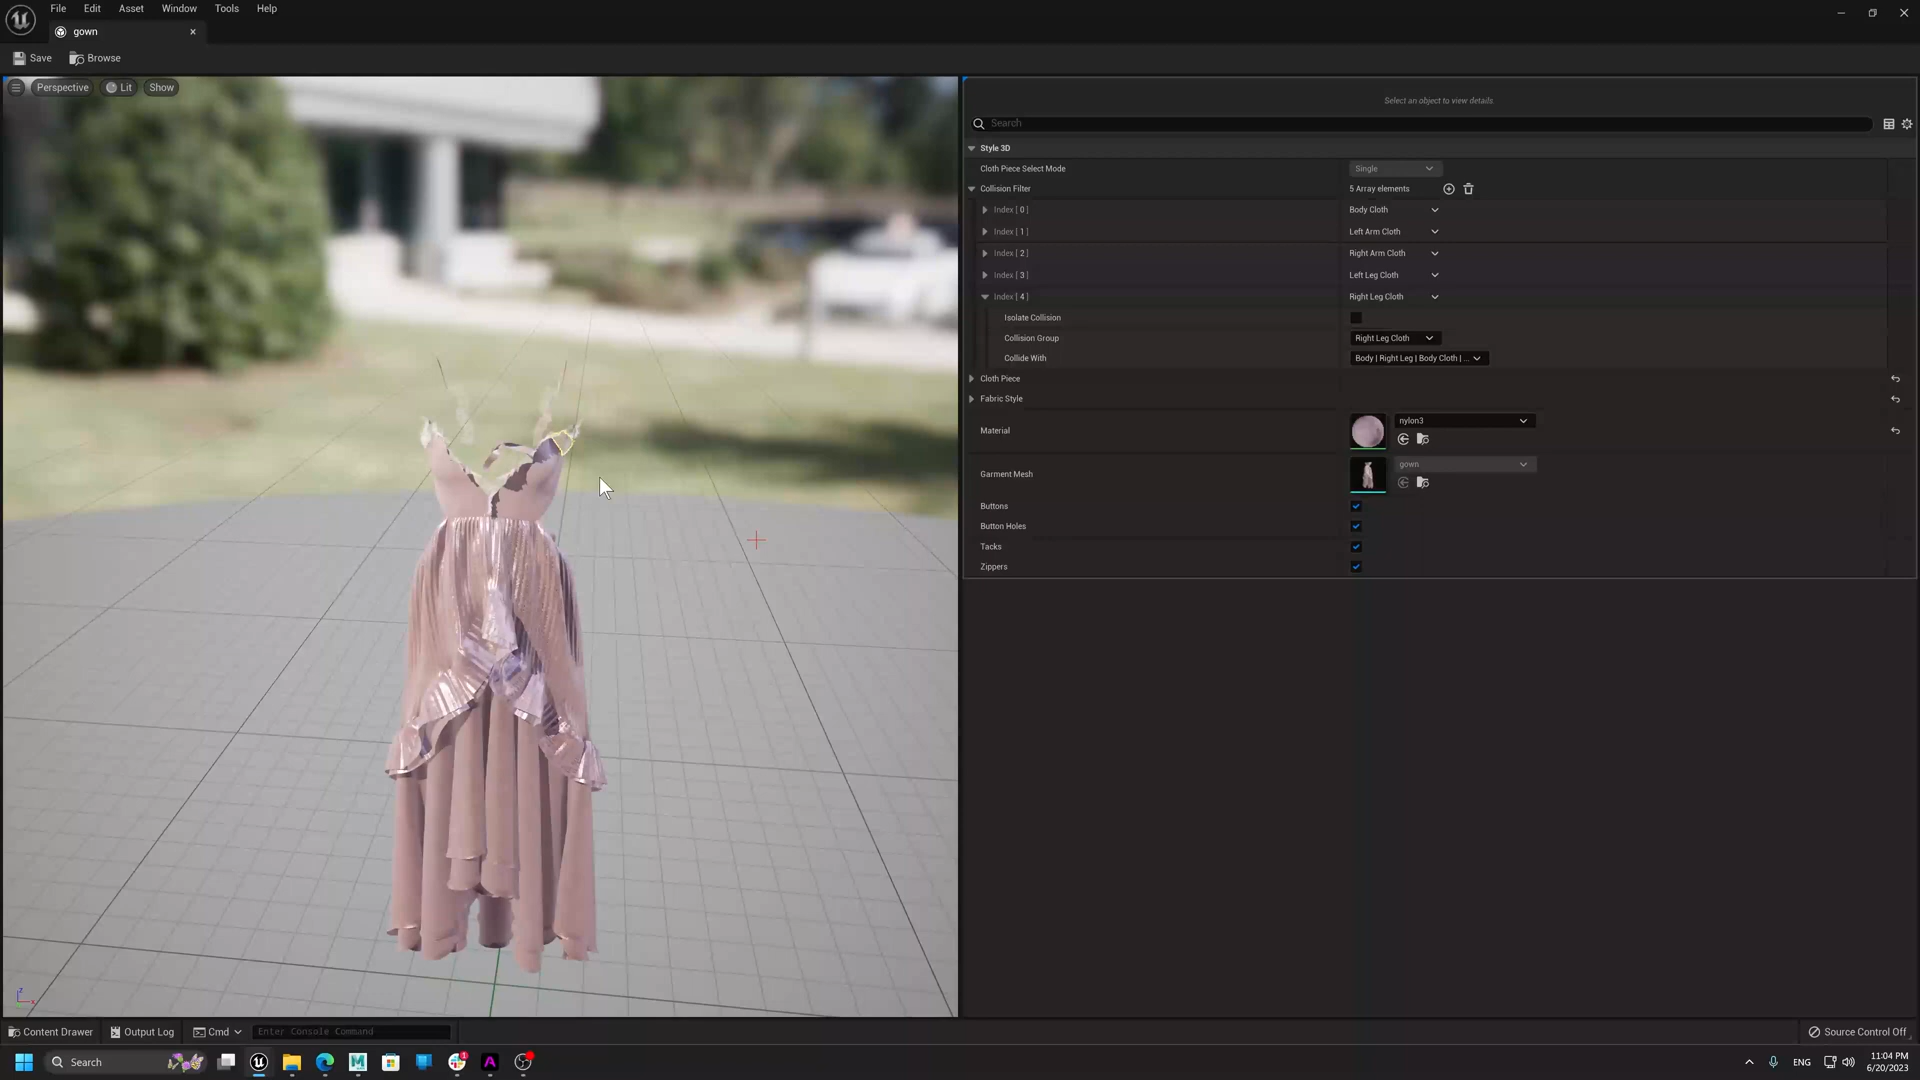 File Edit Asset Window Tools Help
gown
Save Browse
Perspective Lit Show
Select an object to view details.
Search
Style 3D
Cloth Piece Select Mode Single
Collision Filter 5 Array elements
Index [ 0 ] Body Cloth
Index [ 1 ] Left Arm Cloth
Index [ 2 ] Right Arm Cloth
Index [ 3 ] Left Leg Cloth
Index [ 4 ] Right Leg Cloth
Isolate Collision
Collision Group Right Leg Cloth
Collide With Body | Right Leg | Body Cloth | ...
Cloth Piece
Fabric Style
Material nylon3
Garment Mesh gown
Buttons
Button Holes
Tacks
Zippers
Content Drawer Output Log Cmd Enter Console Command Source Control Off
Search ENG 11:04 PM
6/20/2023